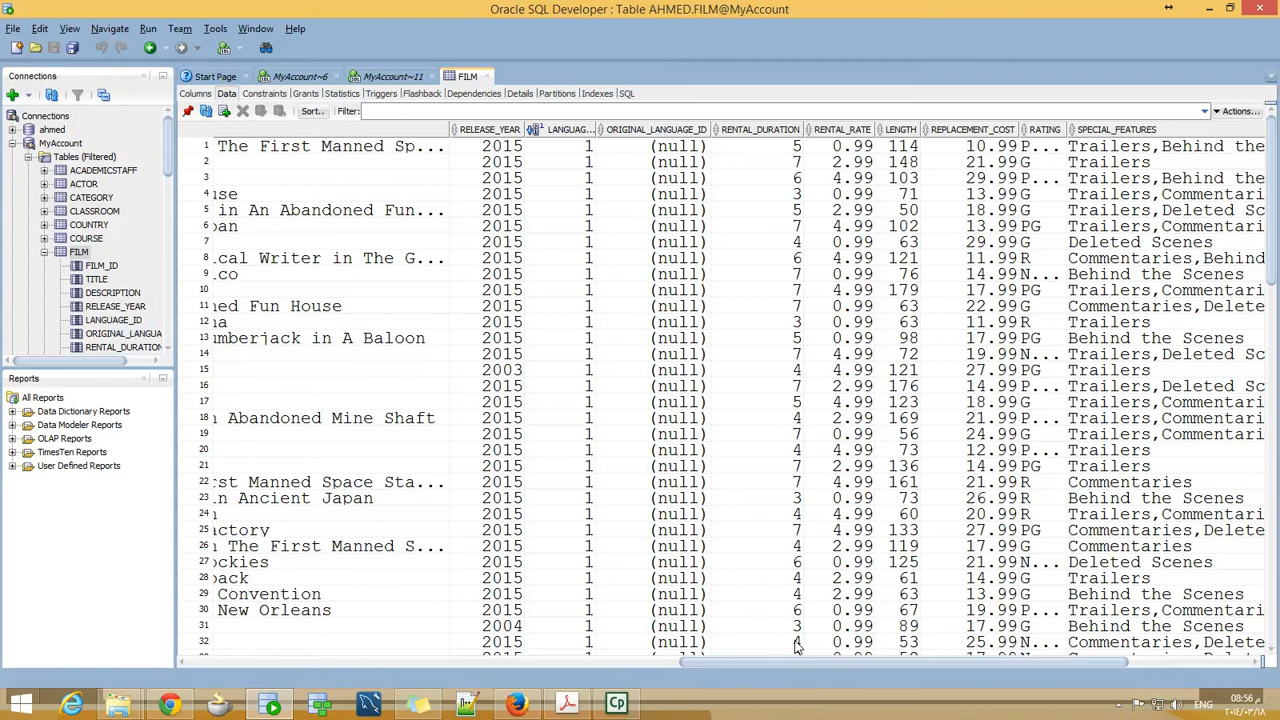 Oracle SQL Developer : Table AHMED.FILM@MyAccount
File Edit View Navigate Run Team Tools Window Help
Connections
Start Page MyAccount~6 MyAccount~11 FILM
Columns Data Constraints Grants Statistics Triggers Flashback Dependencies Details Partitions Indexes SQL
Sort.. Filter: Actions...
Connections
ahmed
MyAccount
Tables (Filtered)
ACADEMICSTAFF
ACTOR
CATEGORY
CLASSROOM
COUNTRY
COURSE
FILM
FILM_ID
TITLE
DESCRIPTION
RELEASE_YEAR
LANGUAGE_ID
ORIGINAL_LANGUA
RENTAL_DURATION
Reports
All Reports
Data Dictionary Reports
Data Modeler Reports
OLAP Reports
TimesTen Reports
User Defined Reports
RELEASE_YEAR LANGUAG... ORIGINAL_LANGUAGE_ID RENTAL_DURATION RENTAL_RATE LENGTH REPLACEMENT_COST RATING SPECIAL_FEATURES
1 The First Manned Sp... 2015 1 (null) 5 0.99 114 10.99 P... Trailers,Behind the
2 2015 1 (null) 7 2.99 148 21.99 G Trailers
3 2015 1 (null) 6 4.99 103 29.99 P... Trailers,Behind the
4 use 2015 1 (null) 3 0.99 71 13.99 G Trailers,Commentari
5 in An Abandoned Fun... 2015 1 (null) 5 2.99 50 18.99 G Trailers,Deleted Sc
6 pan 2015 1 (null) 7 4.99 102 13.99 PG Trailers,Commentari
7 2015 1 (null) 4 0.99 63 29.99 G Deleted Scenes
8 ical Writer in The G... 2015 1 (null) 6 4.99 121 11.99 R Commentaries,Behind
9 co 2015 1 (null) 7 0.99 76 14.99 N... Behind the Scenes
10 2015 1 (null) 7 4.99 179 17.99 PG Trailers,Commentari
11 ned Fun House 2015 1 (null) 7 0.99 63 22.99 G Commentaries,Delete
12 na 2015 1 (null) 3 0.99 63 11.99 R Trailers
13 umberjack in A Baloon 2015 1 (null) 5 0.99 98 17.99 PG Behind the Scenes
14 2015 1 (null) 7 4.99 72 19.99 N... Trailers,Deleted Sc
15 2003 1 (null) 4 4.99 121 27.99 PG Trailers
16 2015 1 (null) 7 2.99 176 14.99 P... Trailers,Deleted Sc
17 2015 1 (null) 5 4.99 123 18.99 G Trailers,Commentari
18 n Abandoned Mine Shaft 2015 1 (null) 4 2.99 169 21.99 P... Trailers,Commentari
19 2015 1 (null) 7 0.99 56 24.99 G Trailers,Commentari
20 2015 1 (null) 4 4.99 73 12.99 P... Trailers
21 2015 1 (null) 7 2.99 136 14.99 PG Trailers
22 rst Manned Space Sta... 2015 1 (null) 7 4.99 161 21.99 R Commentaries
23 in Ancient Japan 2015 1 (null) 3 0.99 73 26.99 R Behind the Scenes
24 n 2015 1 (null) 4 4.99 60 20.99 R Trailers,Commentari
25 actory 2015 1 (null) 7 4.99 133 27.99 PG Commentaries,Delete
26 n The First Manned S... 2015 1 (null) 4 2.99 119 17.99 G Commentaries
27 ockies 2015 1 (null) 6 0.99 125 21.99 N... Deleted Scenes
28 back 2015 1 (null) 4 2.99 61 14.99 G Trailers
29 Convention 2015 1 (null) 4 2.99 63 13.99 G Behind the Scenes
30 New Orleans 2015 1 (null) 6 0.99 67 19.99 P... Trailers,Commentari
31 2004 1 (null) 3 0.99 89 17.99 G Behind the Scenes
32 2015 1 (null) 0.99 53 25.99 N... Commentaries,Delete
ENG 08:56 م
٢٠١٤/٠٣/١٨